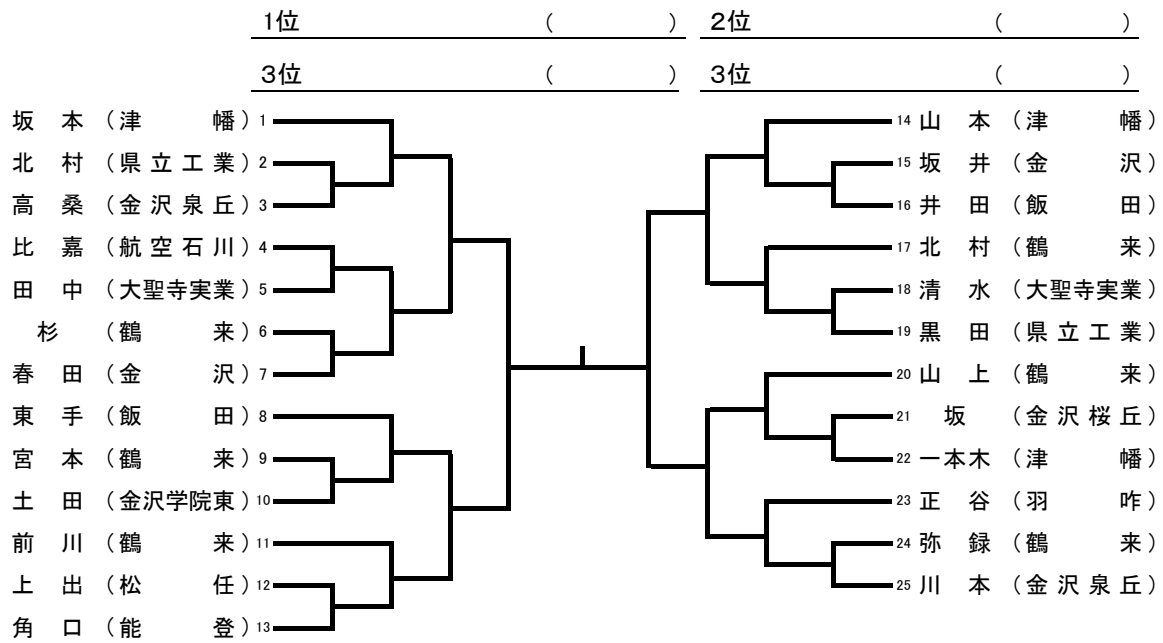 1位 ( ) 2位 ( )
3位 ( ) 3位 ( )
坂本 (津幡) 1
北村 (県立工業) 2
高桑 (金沢泉丘) 3
比嘉 (航空石川) 4
田中 (大聖寺実業) 5
杉 (鶴来) 6
春田 (金沢) 7
東手 (飯田) 8
宮本 (鶴来) 9
土田 (金沢学院東) 10
前川 (鶴来) 11
上出 (松任) 12
角口 (能登) 13
14 山本 (津幡)
15 坂井 (金沢)
16 井田 (飯田)
17 北村 (鶴来)
18 清水 (大聖寺実業)
19 黒田 (県立工業)
20 山上 (鶴来)
21 坂 (金沢桜丘)
22 一本木 (津幡)
23 正谷 (羽咋)
24 弥録 (鶴来)
25 川本 (金沢泉丘)